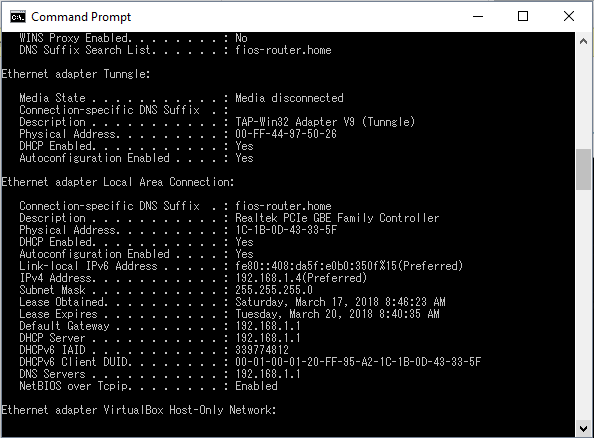 Command Prompt
WINS Proxy Enabled. . . . . . . . : No
DNS Suffix Search List. . . . . . : fios-router.home
Ethernet adapter Tunngle:
Media State . . . . . . . . . . . : Media disconnected
Connection-specific DNS Suffix  . :
Description . . . . . . . . . . . : TAP-Win32 Adapter V9 (Tunngle)
Physical Address. . . . . . . . . : 00-FF-44-97-50-26
DHCP Enabled. . . . . . . . . . . : Yes
Autoconfiguration Enabled . . . . : Yes
Ethernet adapter Local Area Connection:
Connection-specific DNS Suffix  . : fios-router.home
Description . . . . . . . . . . . : Realtek PCIe GBE Family Controller
Physical Address. . . . . . . . . : 1C-1B-0D-43-33-5F
DHCP Enabled. . . . . . . . . . . : Yes
Autoconfiguration Enabled . . . . : Yes
Link-local IPv6 Address . . . . . : fe80::408:da5f:e0b0:350f%15(Preferred)
IPv4 Address. . . . . . . . . . . : 192.168.1.4(Preferred)
Subnet Mask . . . . . . . . . . . : 255.255.255.0
Lease Obtained. . . . . . . . . . : Saturday, March 17, 2018 8:46:23 AM
Lease Expires . . . . . . . . . . : Tuesday, March 20, 2018 8:40:35 AM
Default Gateway . . . . . . . . . : 192.168.1.1
DHCP Server . . . . . . . . . . . : 192.168.1.1
DHCPv6 IAID . . . . . . . . . . . : 339774812
DHCPv6 Client DUID. . . . . . . . : 00-01-00-01-20-FF-95-A2-1C-1B-0D-43-33-5F
DNS Servers . . . . . . . . . . . : 192.168.1.1
NetBIOS over Tcpip. . . . . . . . : Enabled
Ethernet adapter VirtualBox Host-Only Network: